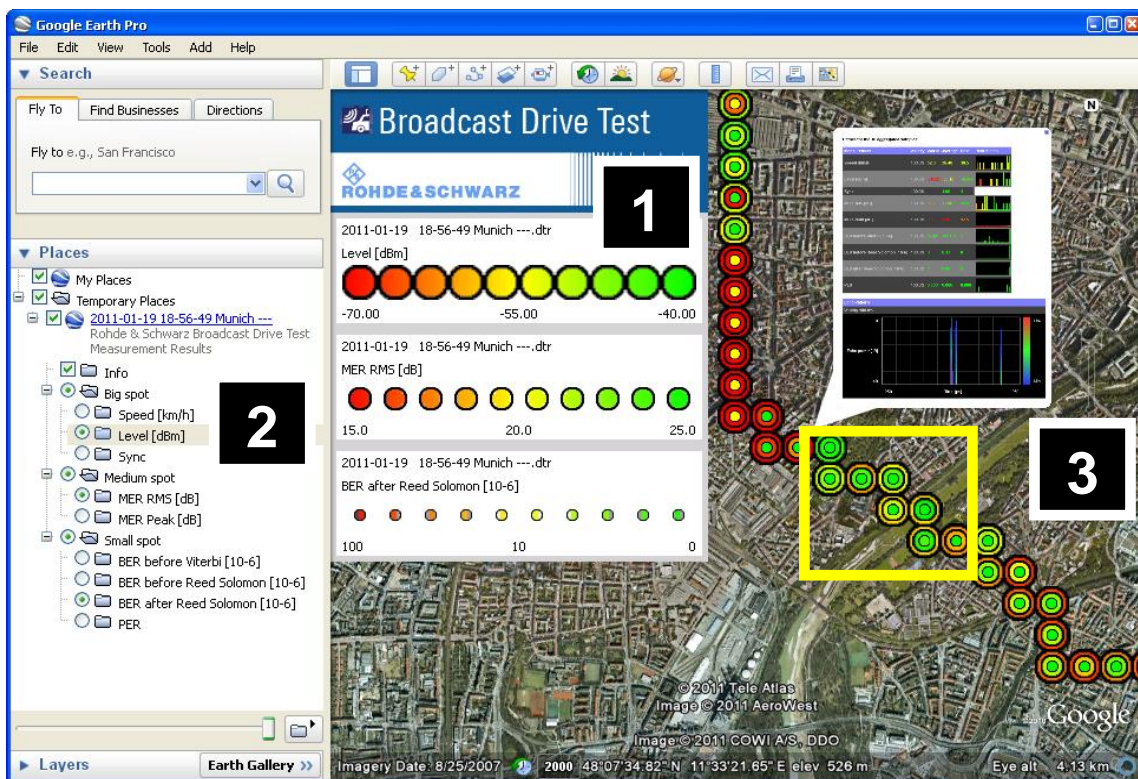 Google Earth Pro
File Edit View Tools Add Help
Search
Fly To Find Businesses Directions
Fly to e.g., San Francisco
Places
My Places
Temporary Places
2011-01-19 18-56-49 Munich ---
Rohde & Schwarz Broadcast Drive Test
Measurement Results
Info
Big spot
Speed [km/h]
Level [dBm]
Sync
Medium spot
MER RMS [dB]
MER Peak [dB]
Small spot
BER before Viterbi [10-6]
BER before Reed Solomon [10-6]
BER after Reed Solomon [10-6]
PER
2
Layers
Earth Gallery >>
Broadcast Drive Test
ROHDE&SCHWARZ
1
2011-01-19 18-56-49 Munich ---.dtr
Level [dBm]
-70.00 -55.00 -40.00
2011-01-19 18-56-49 Munich ---.dtr
MER RMS [dB]
15.0 20.0 25.0
2011-01-19 18-56-49 Munich ---.dtr
BER after Reed Solomon [10-6]
100 10 0
N
3
© 2011 Tele Atlas
Image © 2011 AeroWest
Image © 2011 COWI A/S, DDO
Google
Imagery Date: 8/25/2007 2000 48°07'34.82" N 11°33'21.65" E elev 526 m Eye alt 4.13 km